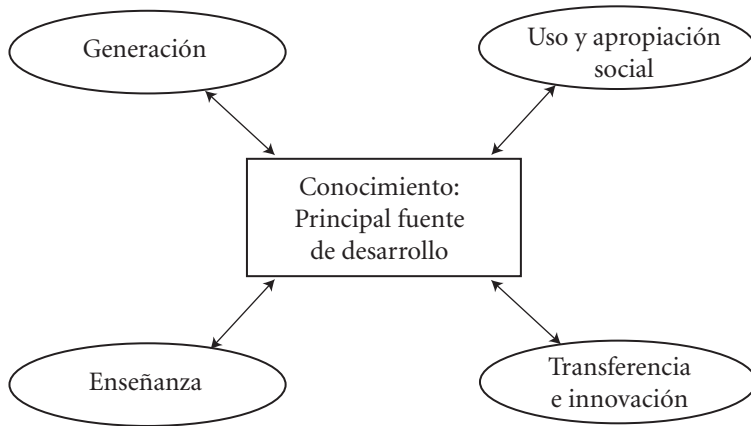 Generación
Uso y apropiación
social
Conocimiento:
Principal fuente
de desarrollo
Enseñanza
Transferencia
e innovación